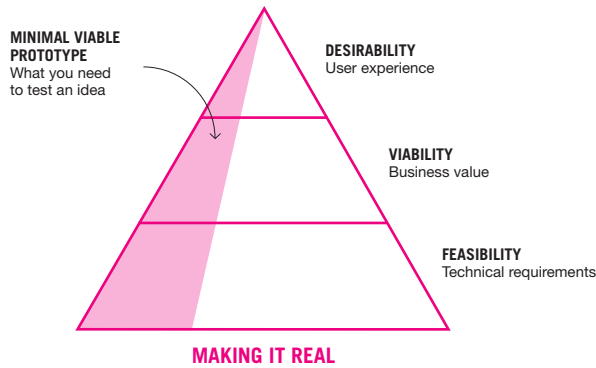 MINIMAL VIABLE
PROTOTYPE
What you need
to test an idea
DESIRABILITY
User experience
VIABILITY
Business value
FEASIBILITY
Technical requirements
MAKING IT REAL